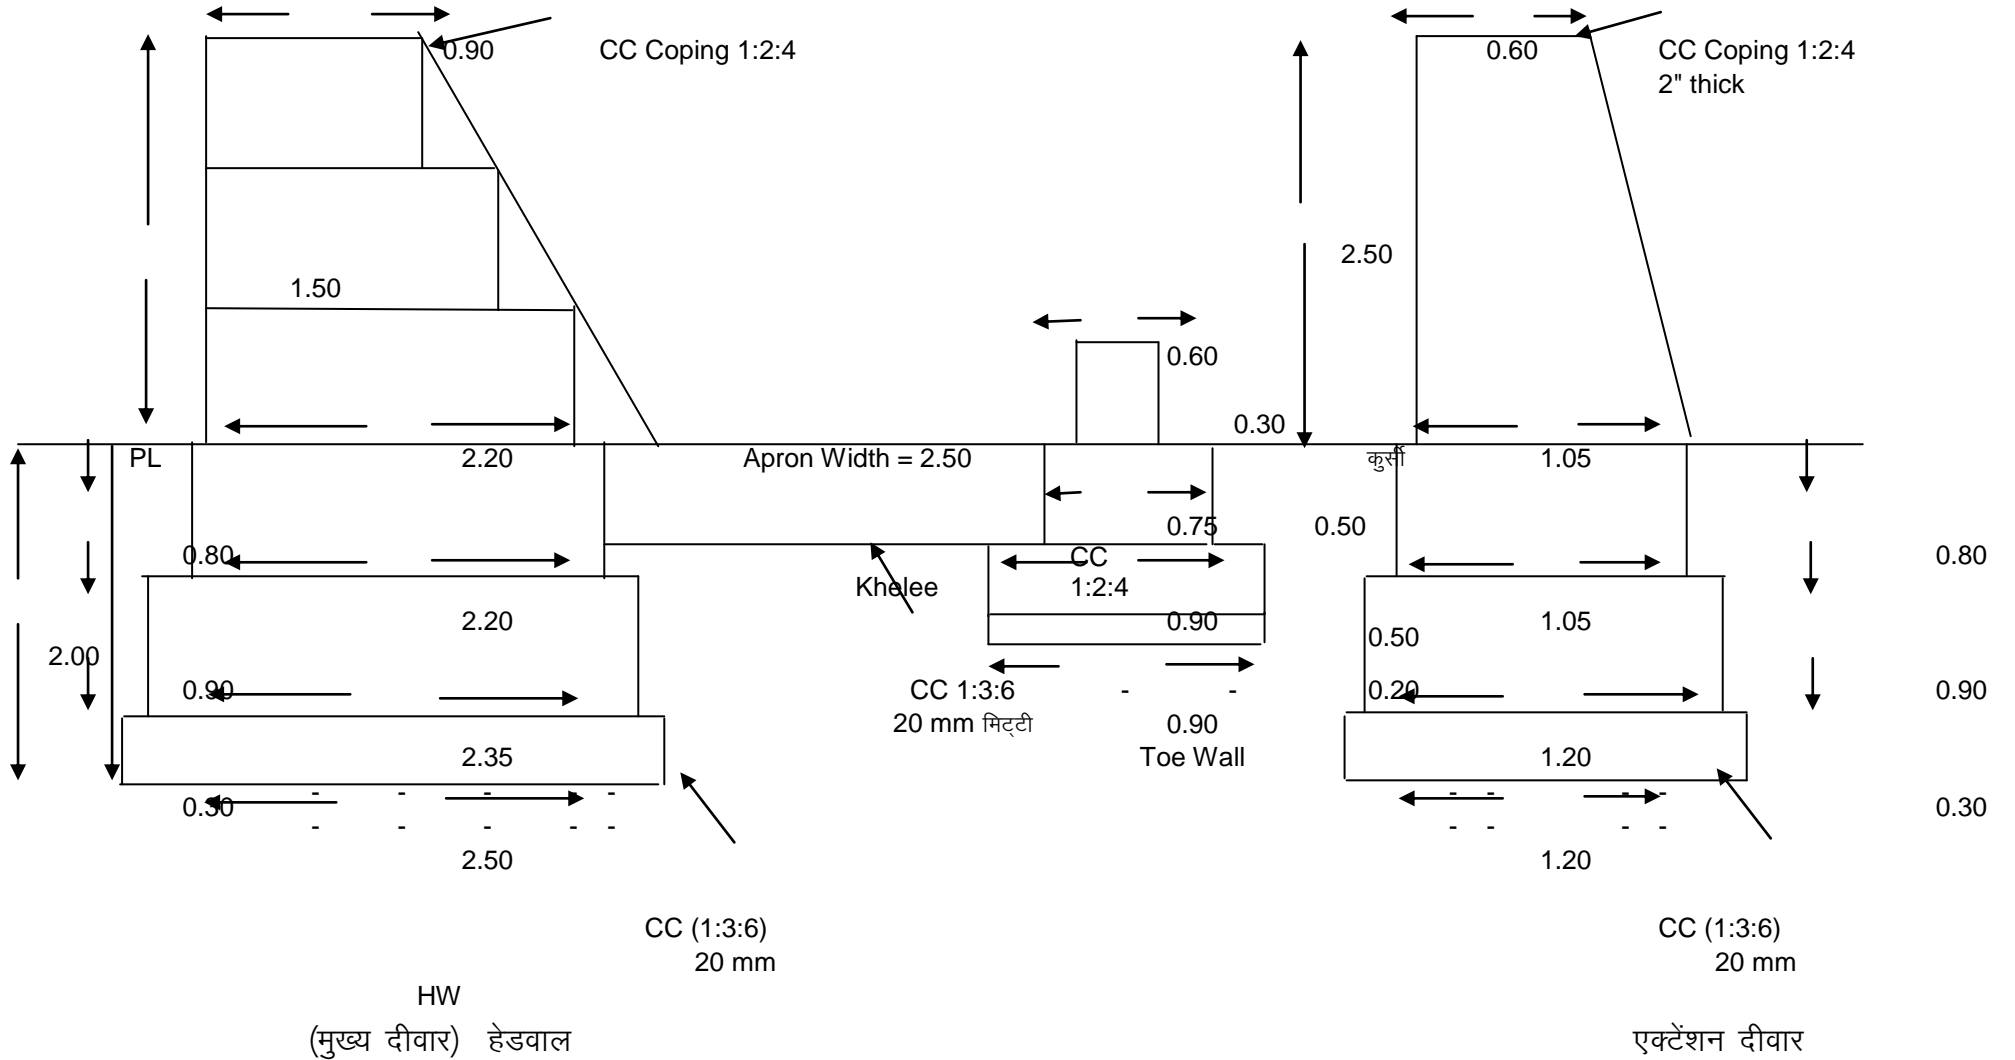 0.90 CC Coping 1:2:4 0.60 CC Coping 1:2:4
2" thick
2.50
1.50
0.60
0.30
PL 2.20 Apron Width = 2.50 कुर्सी 1.05
0.75 0.50
0.80 CC 0.80
Khelee 1:2:4
2.20 0.90 1.05
0.50
2.00
0.90 CC 1:3:6 - - 0.20 0.90
20 mm मिट्टी 0.90
2.35 Toe Wall 1.20
- - - - - - - - -
0.30 0.30
- - - - - - - - -
2.50 1.20
CC (1:3:6) CC (1:3:6)
20 mm 20 mm
HW
(मुख्य दीवार) हेडवाल एक्टेंशन दीवार